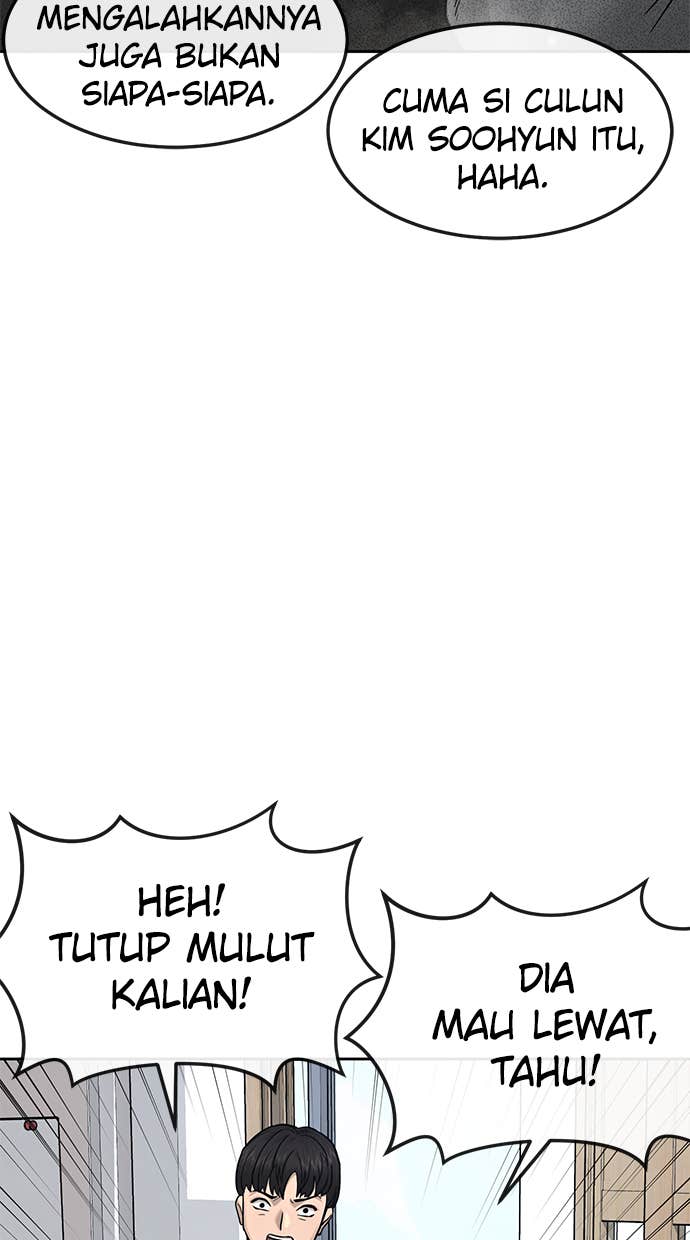 MENGALAHKANNYA
JUGA BUKAN
SIAPA-SIAPA.
CUMA SI CULUN
KIM SOOHYUN ITU,
HAHA.
HEH!
TUTUP MULUT
KALIAN!
DIA
MAU LEWAT,
TAHU!